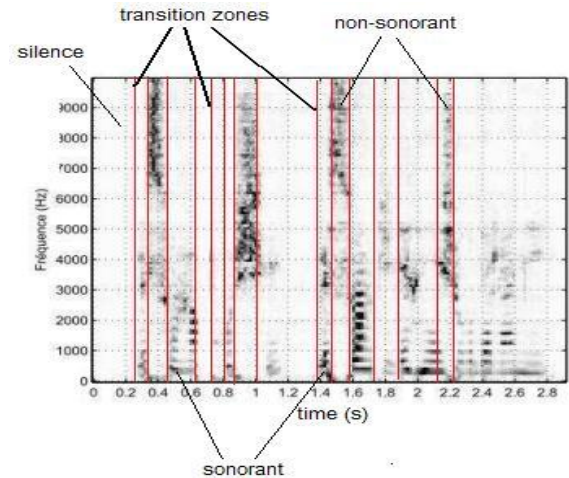 transition zones
non-sonorant
silence
9000
8000
7000
6000
5000
4000
3000
2000
1000
0
Fréquence (Hz)
0 0.2 0.4 0.6 0.8 1 1.2 1.4 1.6 1.8 2 2.2 2.4 2.6 2.8
time (s)
sonorant